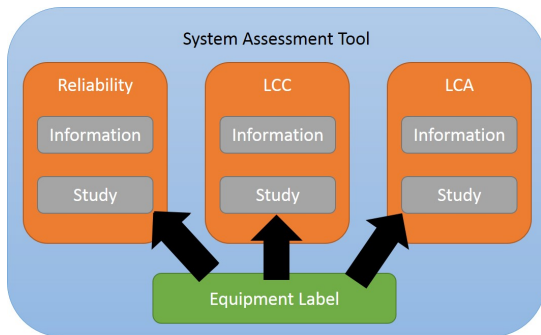 System Assessment Tool
Reliability
LCC
LCA
Information
Information
Information
Study
Study
Study
Equipment Label